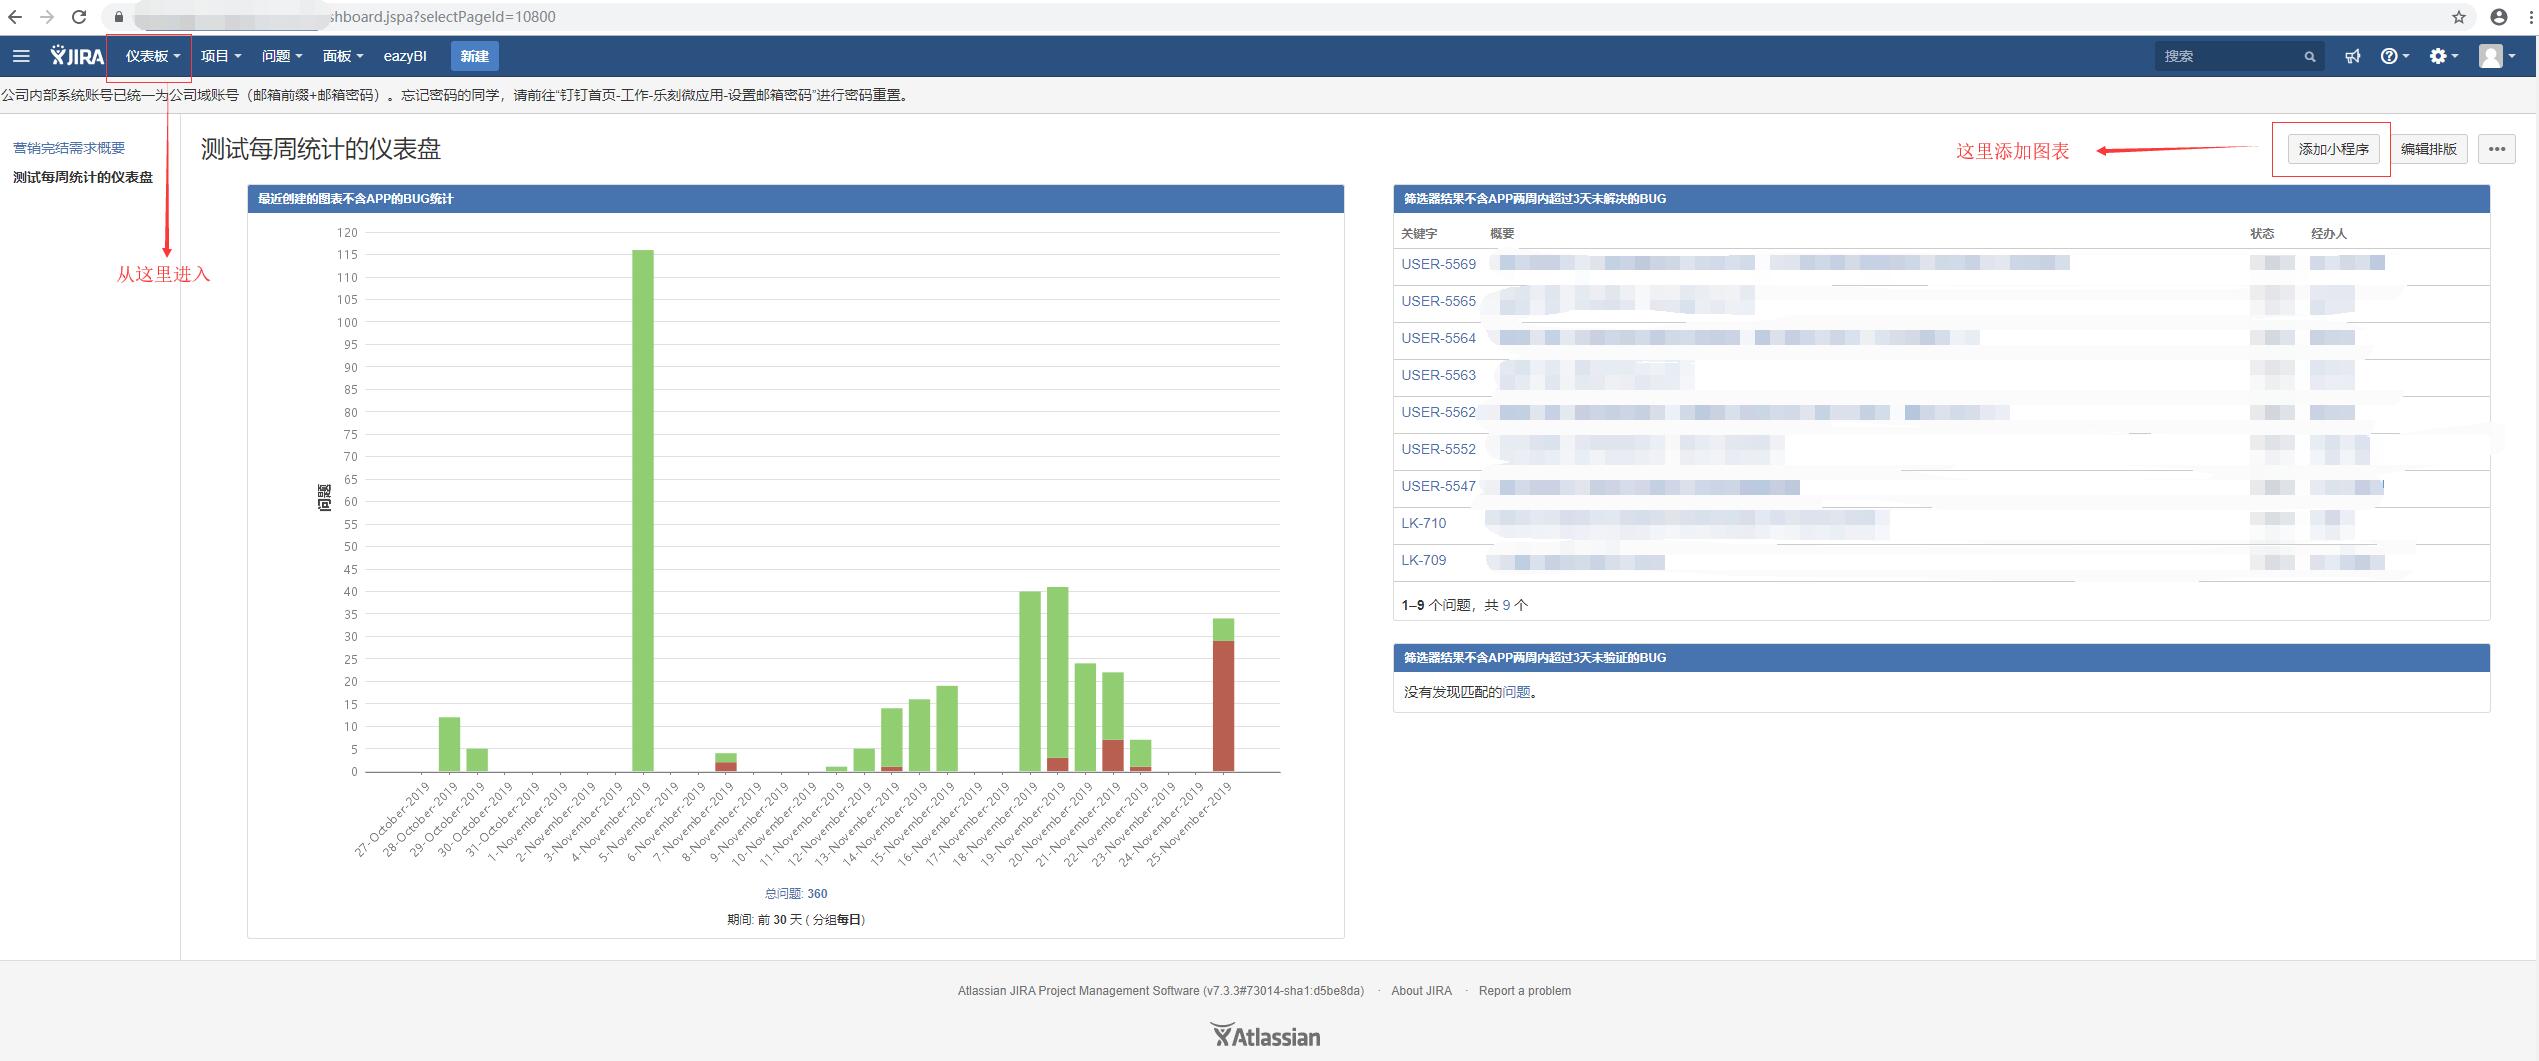 shboard.jspa?selectPageId=10800
JIRA 仪表板 项目 问题 面板 eazyBI 新建 搜索
公司内部系统账号已统一为公司域账号（邮箱前缀+邮箱密码）。忘记密码的同学，请前往“钉钉首页-工作-乐刻微应用-设置邮箱密码”进行密码重置。
营销完结需求概要
测试每周统计的仪表盘
从这里进入
测试每周统计的仪表盘
这里添加图表
添加小程序 编辑排版
最近创建的图表不含APP的BUG统计
120
115
110
105
100
95
90
85
80
75
70
65
60
55
50
45
40
35
30
25
20
15
10
5
0
问题
27-October-2019
28-October-2019
29-October-2019
30-October-2019
31-October-2019
1-November-2019
2-November-2019
3-November-2019
4-November-2019
5-November-2019
6-November-2019
7-November-2019
8-November-2019
9-November-2019
10-November-2019
11-November-2019
12-November-2019
13-November-2019
14-November-2019
15-November-2019
16-November-2019
17-November-2019
18-November-2019
19-November-2019
20-November-2019
21-November-2019
22-November-2019
23-November-2019
24-November-2019
25-November-2019
总问题: 360
期间: 前 30 天 ( 分组每日)
筛选器结果不含APP两周内超过3天未解决的BUG
关键字 概要 状态 经办人
USER-5569
USER-5565
USER-5564
USER-5563
USER-5562
USER-5552
USER-5547
LK-710
LK-709
1–9 个问题，共 9 个
筛选器结果不含APP两周内超过3天未验证的BUG
没有发现匹配的问题。
Atlassian JIRA Project Management Software (v7.3.3#73014-sha1:d5be8da) · About JIRA · Report a problem
Atlassian